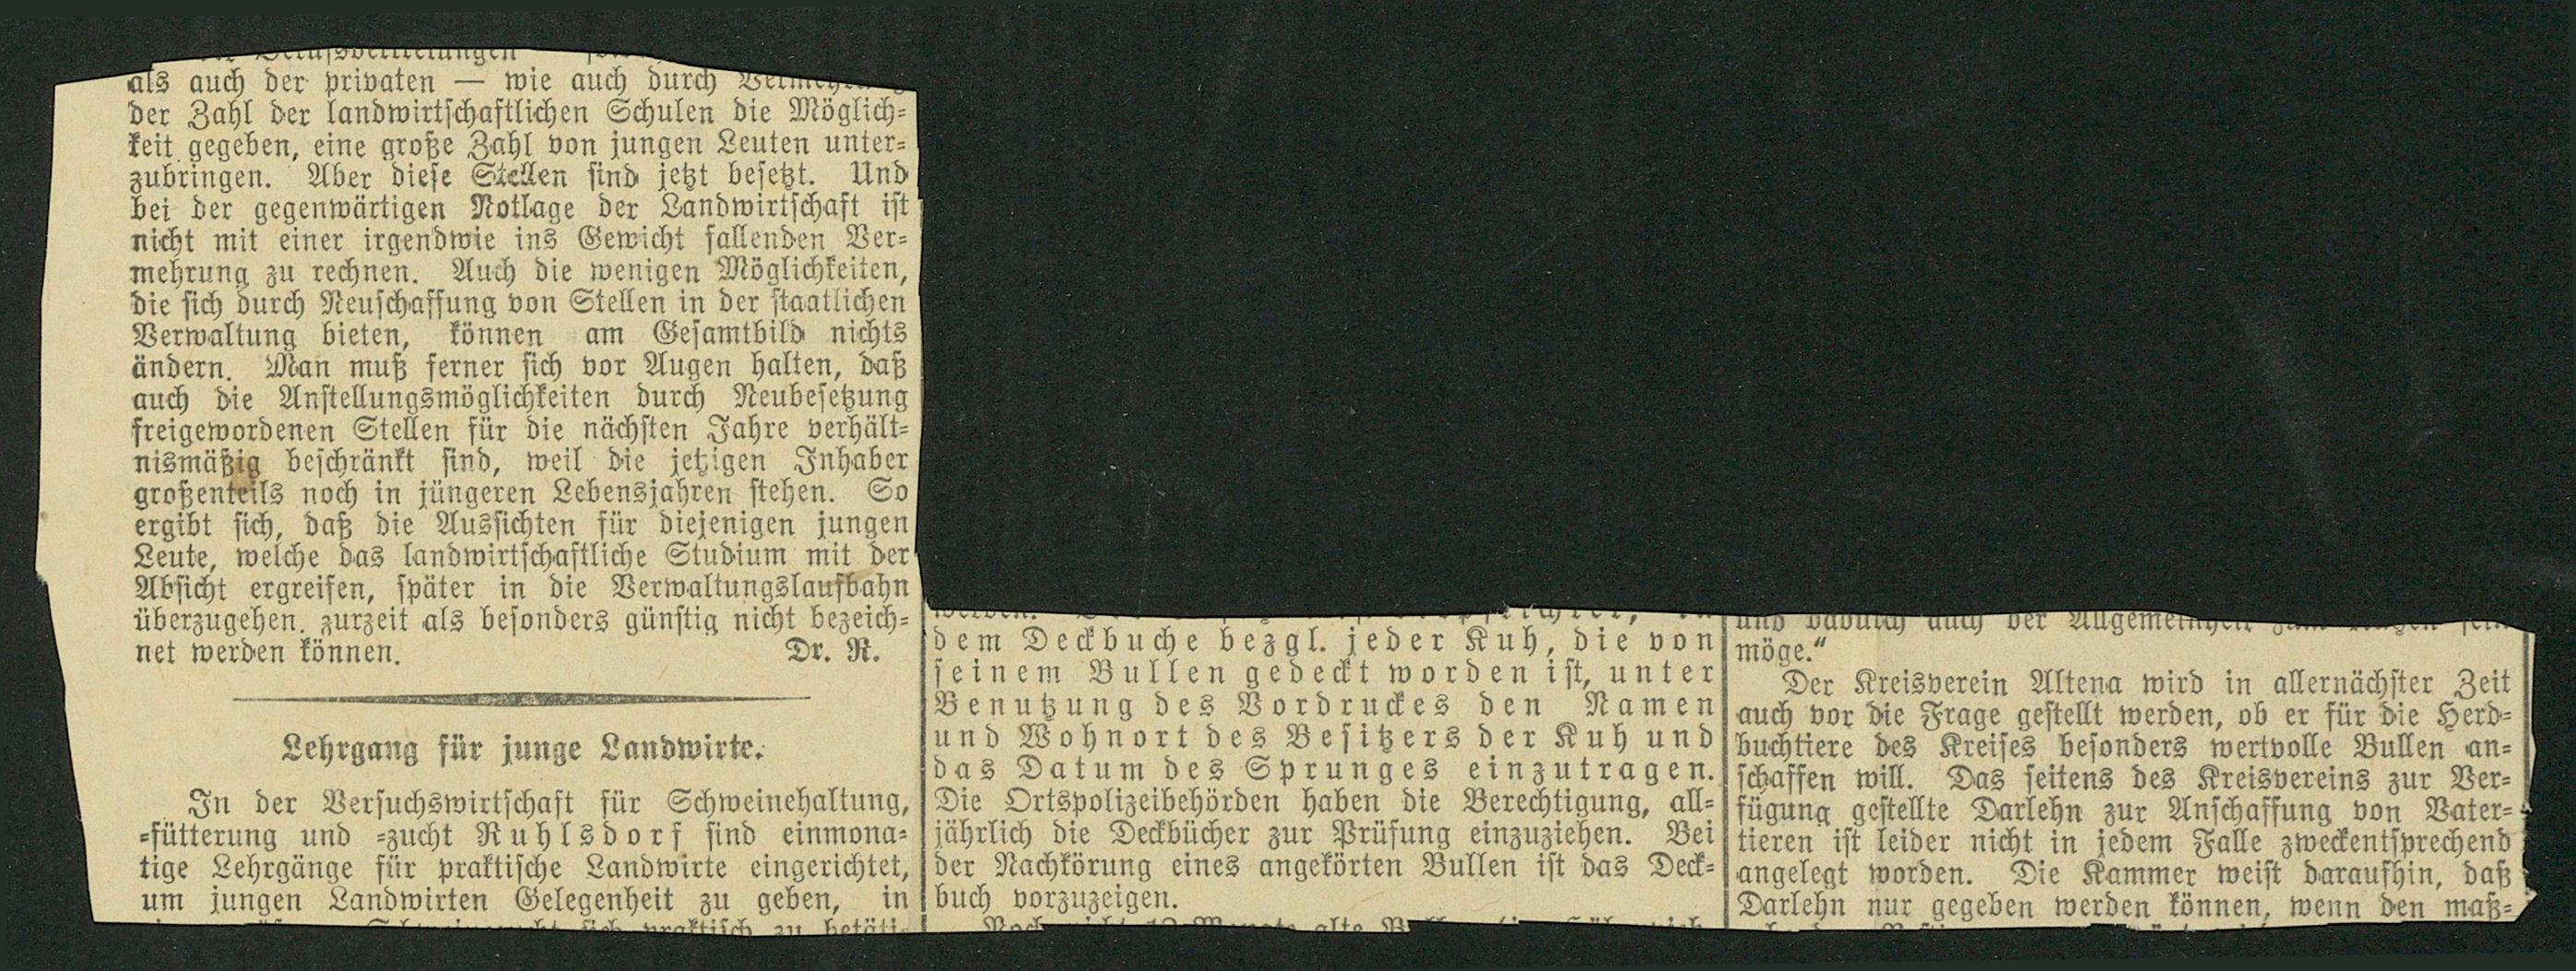 als auch der privaten — wie auch durch
der Zahl der landwirtschaftlichen Schulen die Möglich-
keit gegeben, eine große Zahl von jungen Leuten unter-
zubringen. Aber diese Stellen sind jetzt besetzt. Und
bei der gegenwärtigen Notlage der Landwirtschaft ist
nicht mit einer irgendwie ins Gewicht fallenden Ver-
mehrung zu rechnen. Auch die wenigen Möglichkeiten,
die sich durch Neuschaffung von Stellen in der staatlichen
Verwaltung bieten, können am Gesamtbild nichts
ändern. Man muß ferner sich vor Augen halten, daß
auch die Anstellungsmöglichkeiten durch Neubesetzung
freigewordenen Stellen für die nächsten Jahre verhält-
nismäßig beschränkt sind, weil die jetzigen Inhaber
großenteils noch in jüngeren Lebensjahren stehen. So
ergibt sich, daß die Aussichten für diejenigen jungen
Leute, welche das landwirtschaftliche Studium mit der
Absicht ergreifen, später in die Verwaltungslaufbahn
überzugehen. zurzeit als besonders günstig nicht bezeich-
net werden können. Dr. R.
Lehrgang für junge Landwirte.
In der Versuchswirtschaft für Schweinehaltung,
-fütterung und -zucht Ruhlsdorf sind einmona-
tige Lehrgänge für praktische Landwirte eingerichtet,
um jungen Landwirten Gelegenheit zu geben, in
sich praktisch zu betäti-
dem Deckbuche bezgl. jeder Kuh, die von
seinem Bullen gedeckt worden ist, unter
Benutzung des Vordruckes den Namen
und Wohnort des Besitzers der Kuh und
das Datum des Sprunges einzutragen.
Die Ortspolizeibehörden haben die Berechtigung, all-
jährlich die Deckbücher zur Prüfung einzuziehen. Bei
der Nachkörung eines angekörten Bullen ist das Deck-
buch vorzuzeigen.
und dadurch auch der Allgemeinheit
möge.“
Der Kreisverein Altena wird in allernächster Zeit
auch vor die Frage gestellt werden, ob er für die Herd-
buchtiere des Kreises besonders wertvolle Bullen an-
schaffen will. Das seitens des Kreisvereins zur Ver-
fügung gestellte Darlehn zur Anschaffung von Vater-
tieren ist leider nicht in jedem Falle zweckentsprechend
angelegt worden. Die Kammer weist daraufhin, daß
Darlehn nur gegeben werden können, wenn den maß-